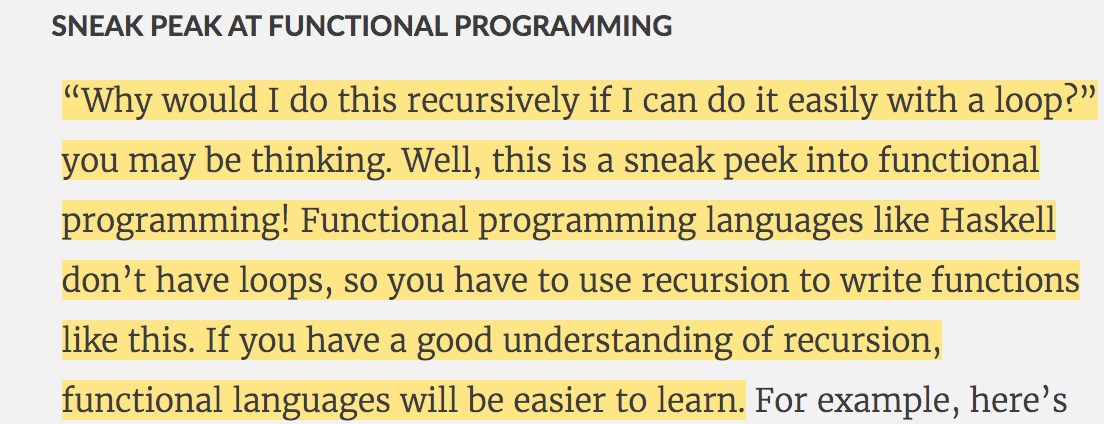 SNEAK PEAK AT FUNCTIONAL PROGRAMMING
“Why would I do this recursively if I can do it easily with a loop?”
you may be thinking. Well, this is a sneak peek into functional
programming! Functional programming languages like Haskell
don’t have loops, so you have to use recursion to write functions
like this. If you have a good understanding of recursion,
functional languages will be easier to learn. For example, here’s